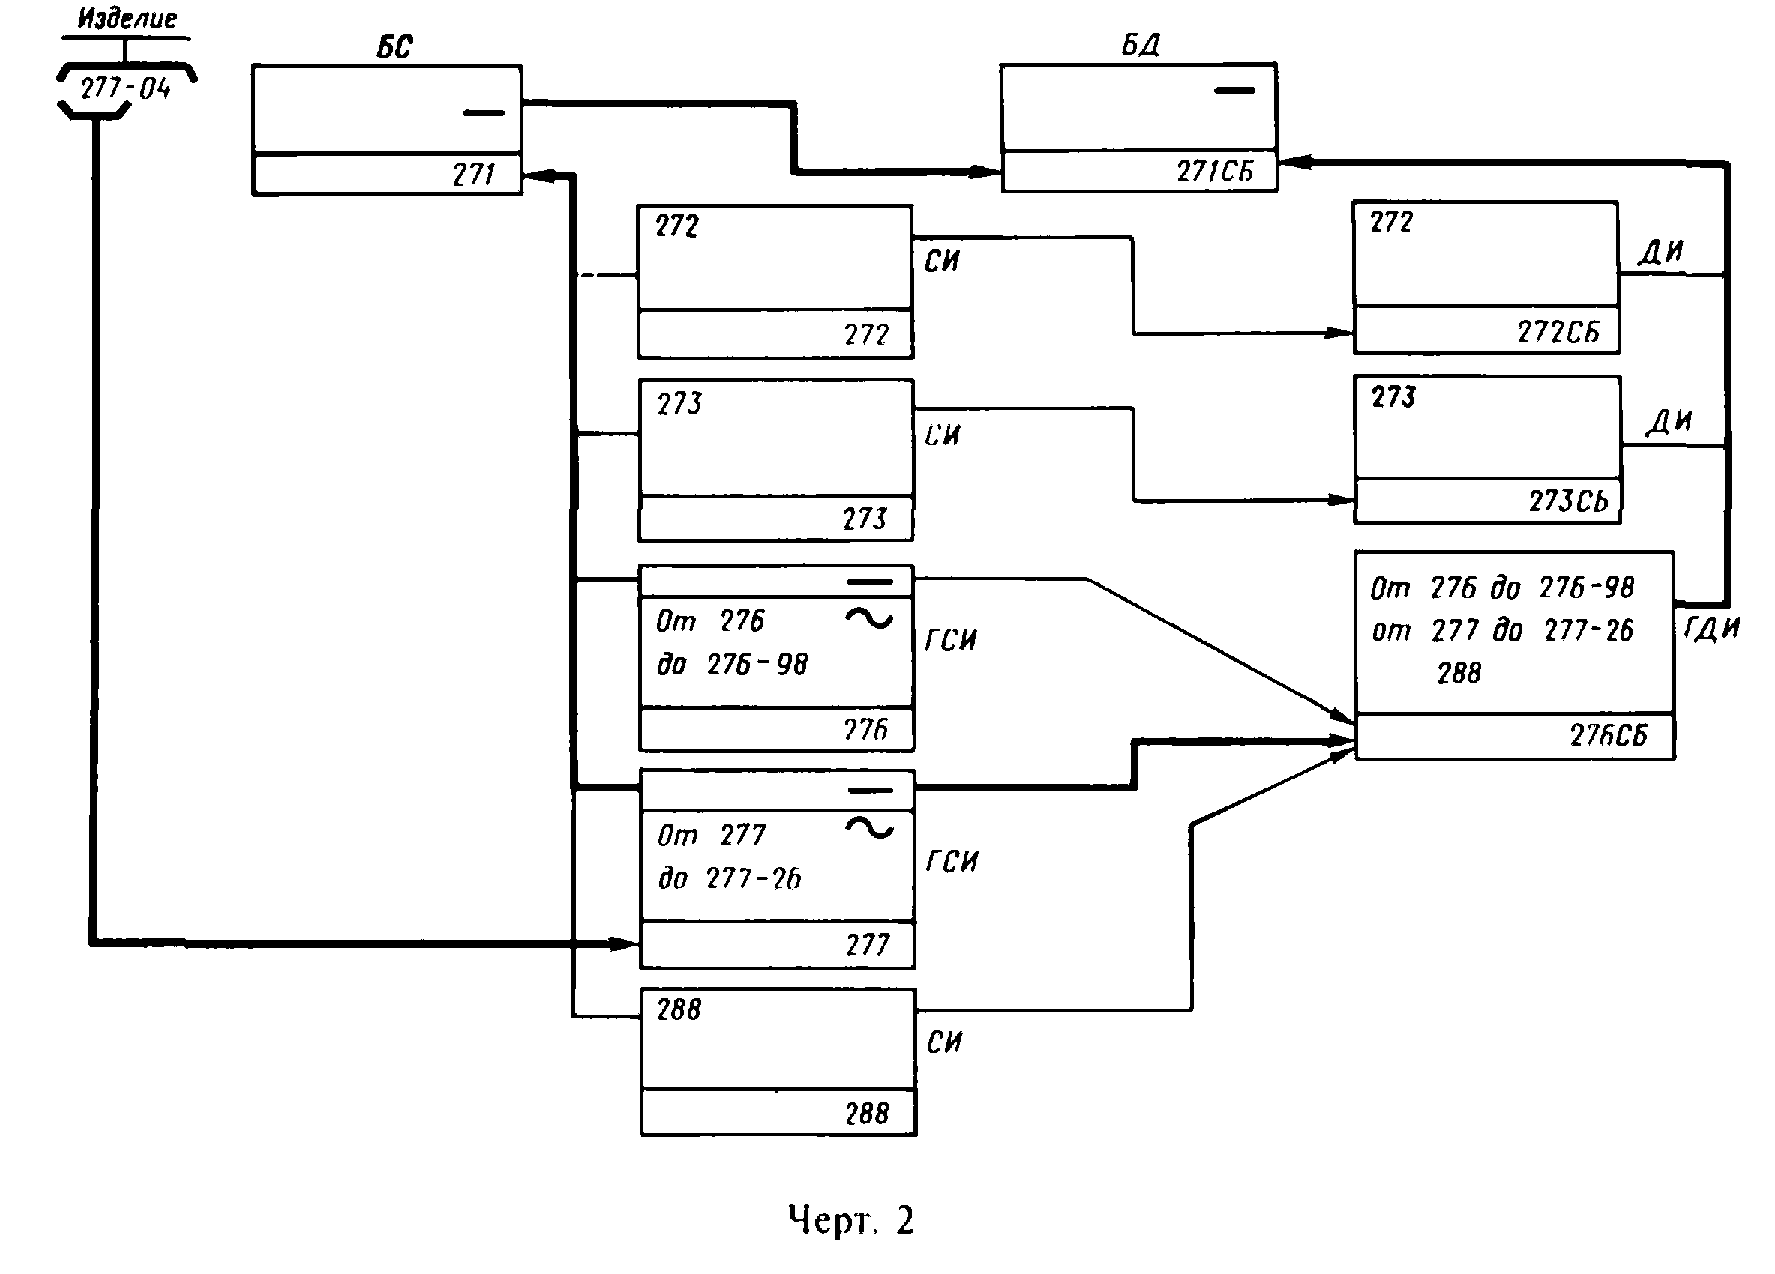 Изделие
277-04
БС
271
БД
271СБ
272
СИ
272
272
ДИ
272СБ
273
СИ
273
273
ДИ
273СБ
От 276
до 276-98
ГСИ
276
От 276 до 276-98
от 277 до 277-26
288
ГДИ
276СБ
От 277
до 277-26
ГСИ
277
288
СИ
288
Черт. 2